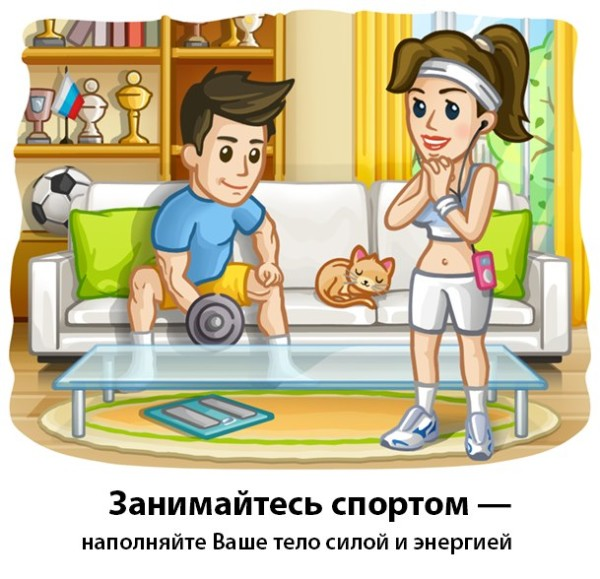 Занимайтесь спортом —
наполняйте Ваше тело силой и энергией